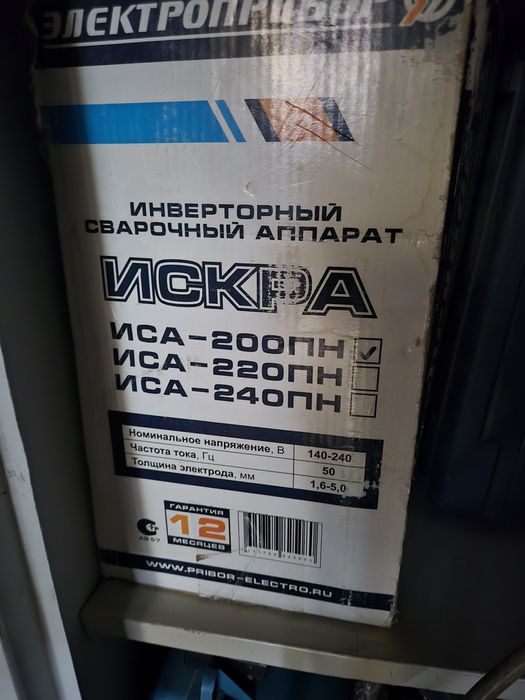 ЭЛЕКТРОПРИБОР
ИНВЕРТОРНЫЙ
СВАРОЧНЫЙ АППАРАТ
ИСКРА
ИСА-200ПН
ИСА-220ПН
ИСА-240ПН
Номинальное напряжение, В 140-240
Частота тока, Гц 50
Толщина электрода, мм 1,6-5,0
ГАРАНТИЯ
12
МЕСЯЦЕВ
АВ57
WWW.PRIBOR-ELECTRO.RU